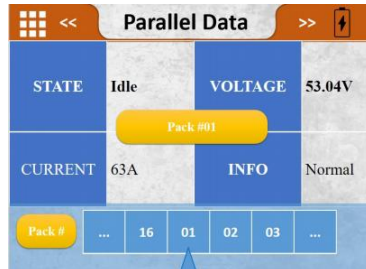 << Parallel Data >>
STATE Idle VOLTAGE 53.04V
Pack #01
CURRENT 63A INFO Normal
Pack # ... 16 01 02 03 ...